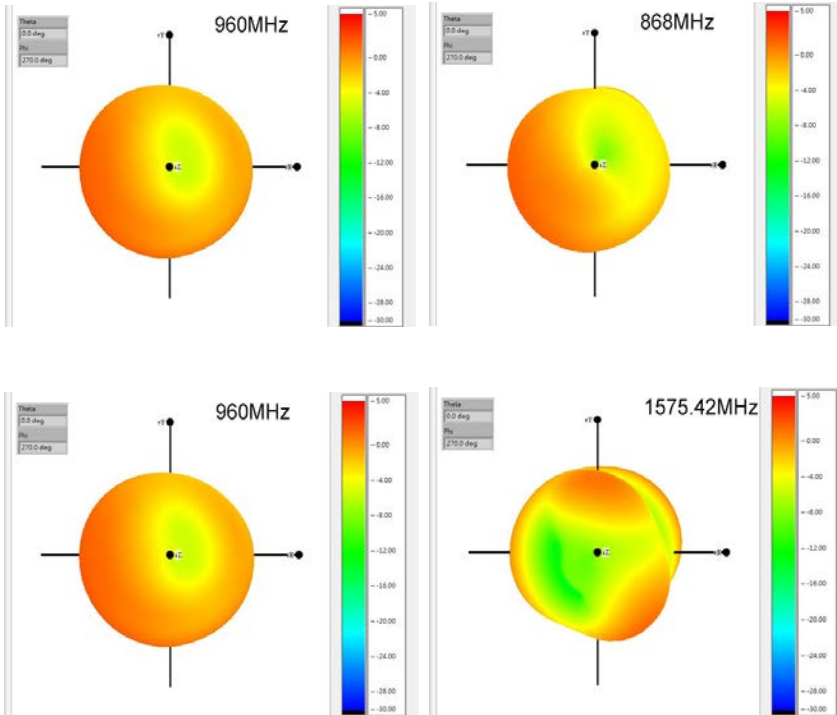 Theta
0.0 deg
Phi
270.0 deg
960MHz
+Y
+Z
+X
5.00
0.00
-4.00
-8.00
-12.00
-16.00
-20.00
-24.00
-28.00
-30.00
Theta
0.0 deg
Phi
270.0 deg
868MHz
+Y
+Z
+X
5.00
0.00
-4.00
-8.00
-12.00
-16.00
-20.00
-24.00
-28.00
-30.00
Theta
0.0 deg
Phi
270.0 deg
960MHz
+Y
+Z
+X
5.00
0.00
-4.00
-8.00
-12.00
-16.00
-20.00
-24.00
-28.00
-30.00
Theta
0.0 deg
Phi
270.0 deg
1575.42MHz
+Y
+Z
+X
5.00
0.00
-4.00
-8.00
-12.00
-16.00
-20.00
-24.00
-28.00
-30.00